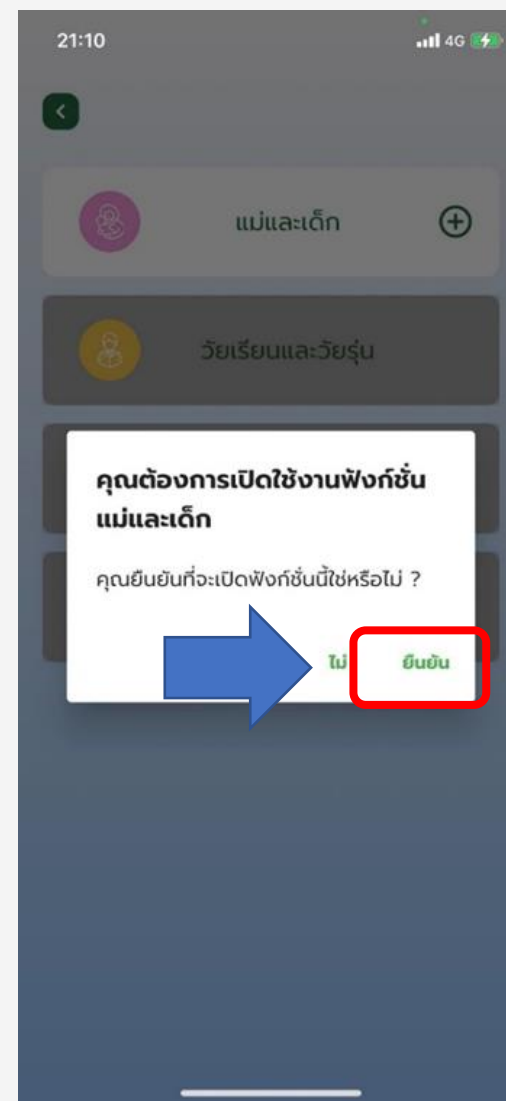 21:10
4G
แม่และเด็ก
วัยเรียนและวัยรุ่น
คุณต้องการเปิดใช้งานฟังก์ชั่น
แม่และเด็ก
คุณยืนยันที่จะเปิดฟังก์ชั่นนี้ใช่หรือไม่ ?
ไม่
ยืนยัน